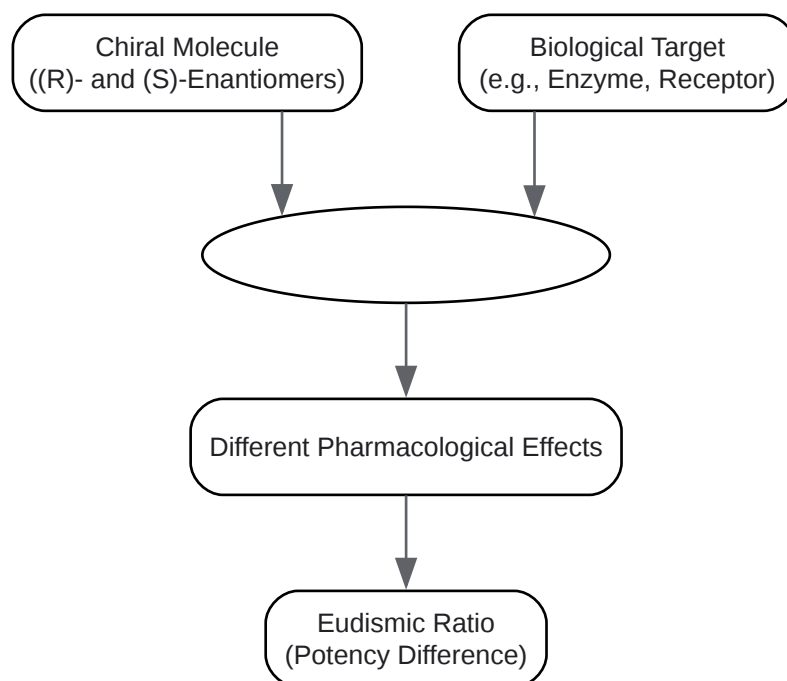 Chiral Molecule
((R)- and (S)-Enantiomers)
Biological Target
(e.g., Enzyme, Receptor)
Different Pharmacological Effects
Eudismic Ratio
(Potency Difference)